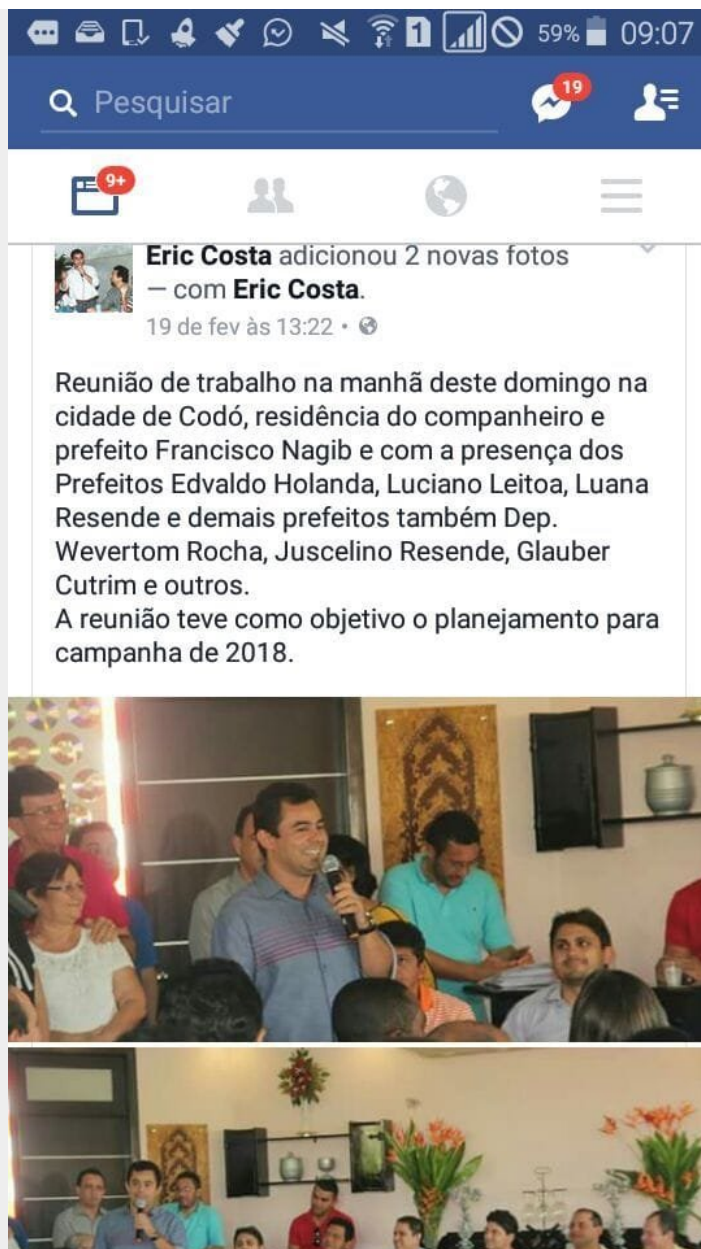 59% 09:07
1
Pesquisar
19
9+
Eric Costa adicionou 2 novas fotos
— com Eric Costa.
19 de fev às 13:22 •
Reunião de trabalho na manhã deste domingo na
cidade de Codó, residência do companheiro e
prefeito Francisco Nagib e com a presença dos
Prefeitos Edvaldo Holanda, Luciano Leitoa, Luana
Resende e demais prefeitos também Dep.
Wevertom Rocha, Juscelino Resende, Glauber
Cutrim e outros.
A reunião teve como objetivo o planejamento para
campanha de 2018.